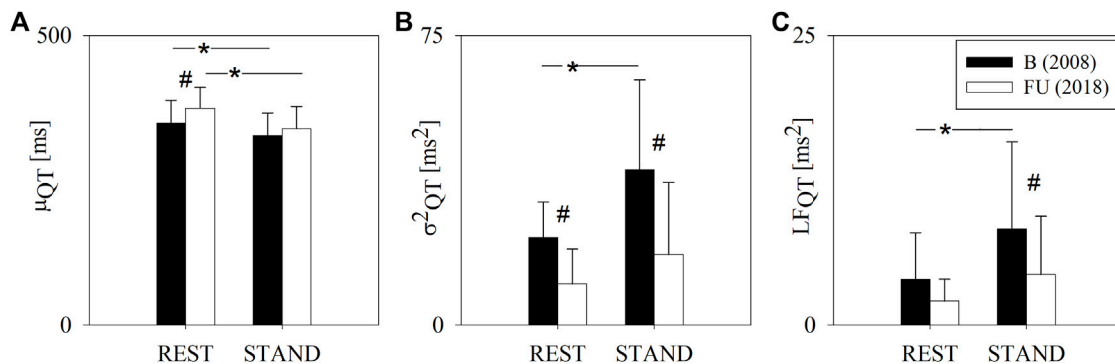 A
500
μQT [ms]
0
*
#
*
REST STAND
B
75
σ²QT [ms²]
0
*
#
#
REST STAND
C
25
LFQT [ms²]
0
B (2008)
FU (2018)
*
#
REST STAND